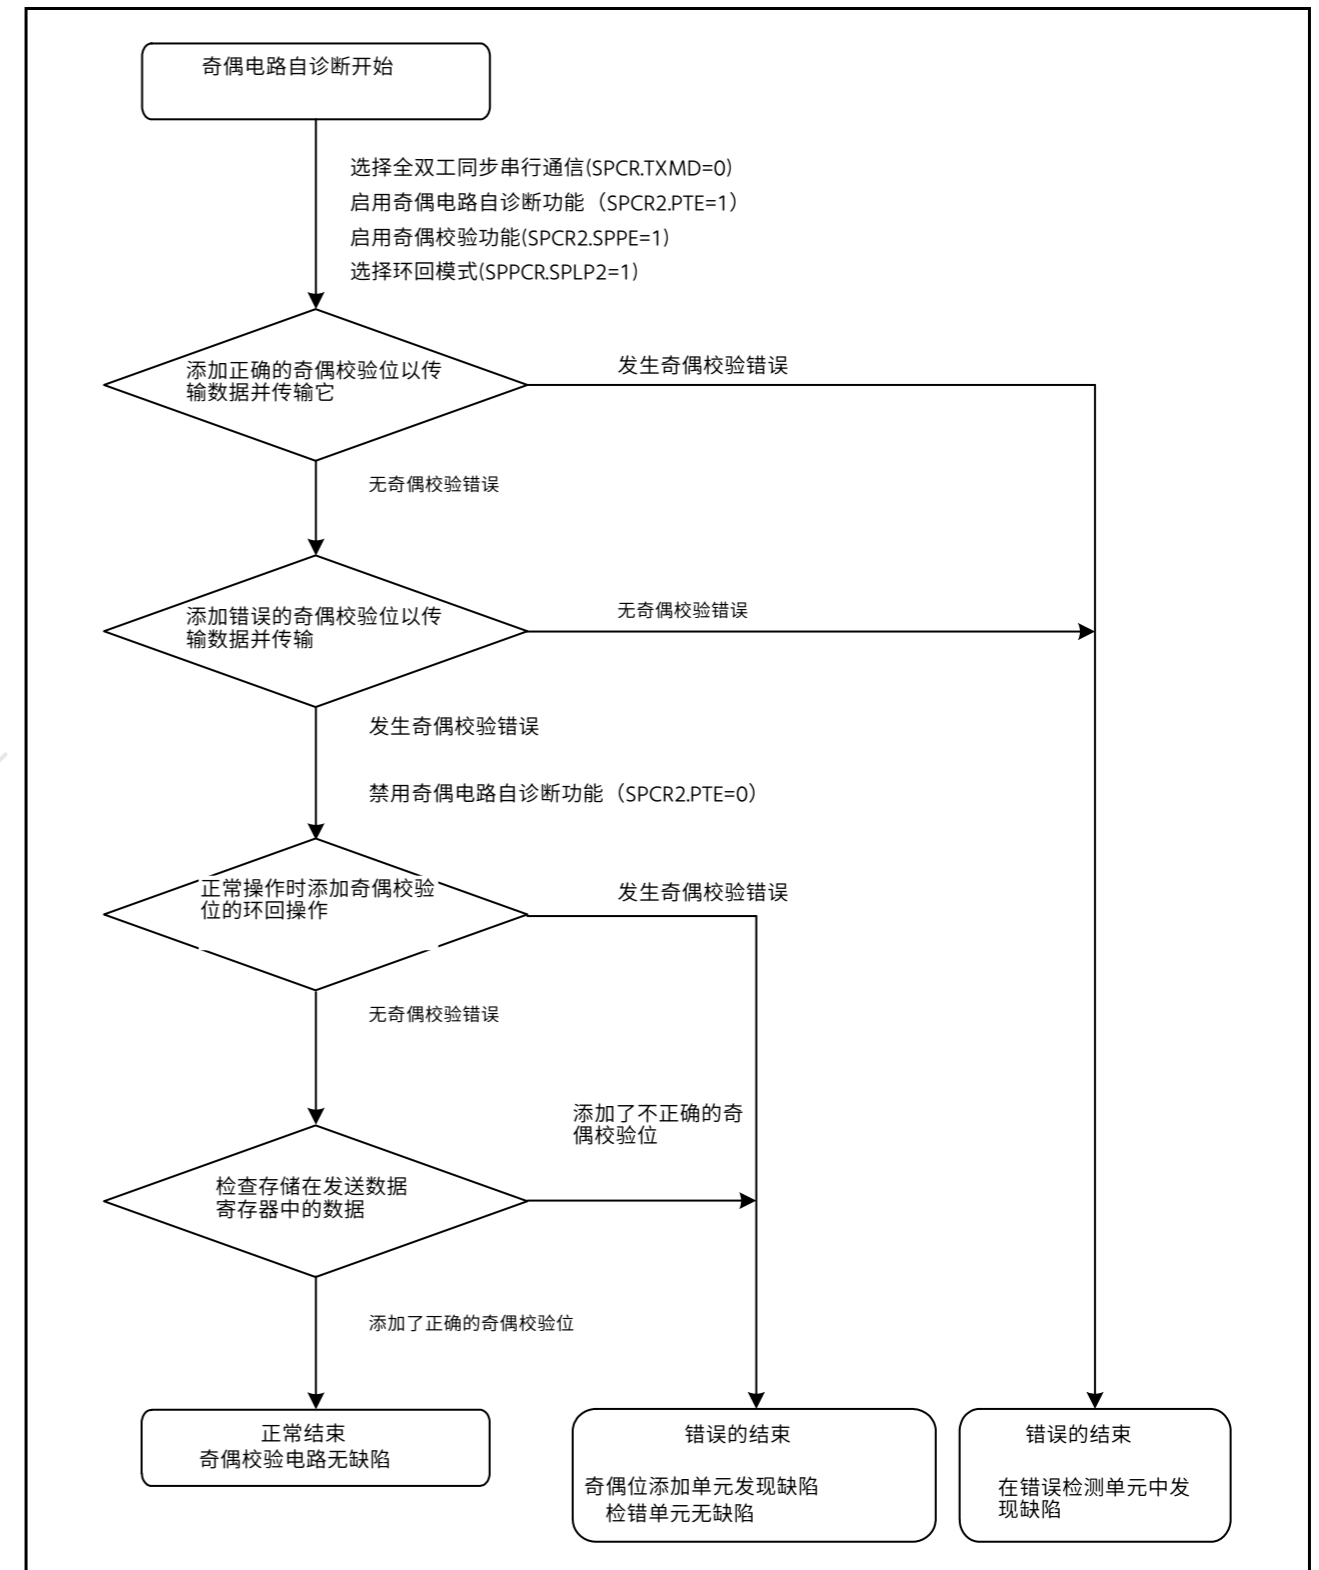 奇偶电路自诊断开始
选择全双工同步串行通信(SPCR.TXMD=0)
启用奇偶电路自诊断功能（SPCR2.PTE=1）
启用奇偶校验功能(SPCR2.SPPE=1)
选择环回模式(SPPCR.SPLP2=1)
添加正确的奇偶校验位以传
输数据并传输它
发生奇偶校验错误
无奇偶校验错误
添加错误的奇偶校验位以传
输数据并传输
无奇偶校验错误
发生奇偶校验错误
禁用奇偶电路自诊断功能（SPCR2.PTE=0）
正常操作时添加奇偶校验
位的环回操作
发生奇偶校验错误
无奇偶校验错误
添加了不正确的奇
偶校验位
检查存储在发送数据
寄存器中的数据
添加了正确的奇偶校验位
正常结束
奇偶校验电路无缺陷
错误的结束
奇偶位添加单元发现缺陷
检错单元无缺陷
错误的结束
在错误检测单元中发
现缺陷